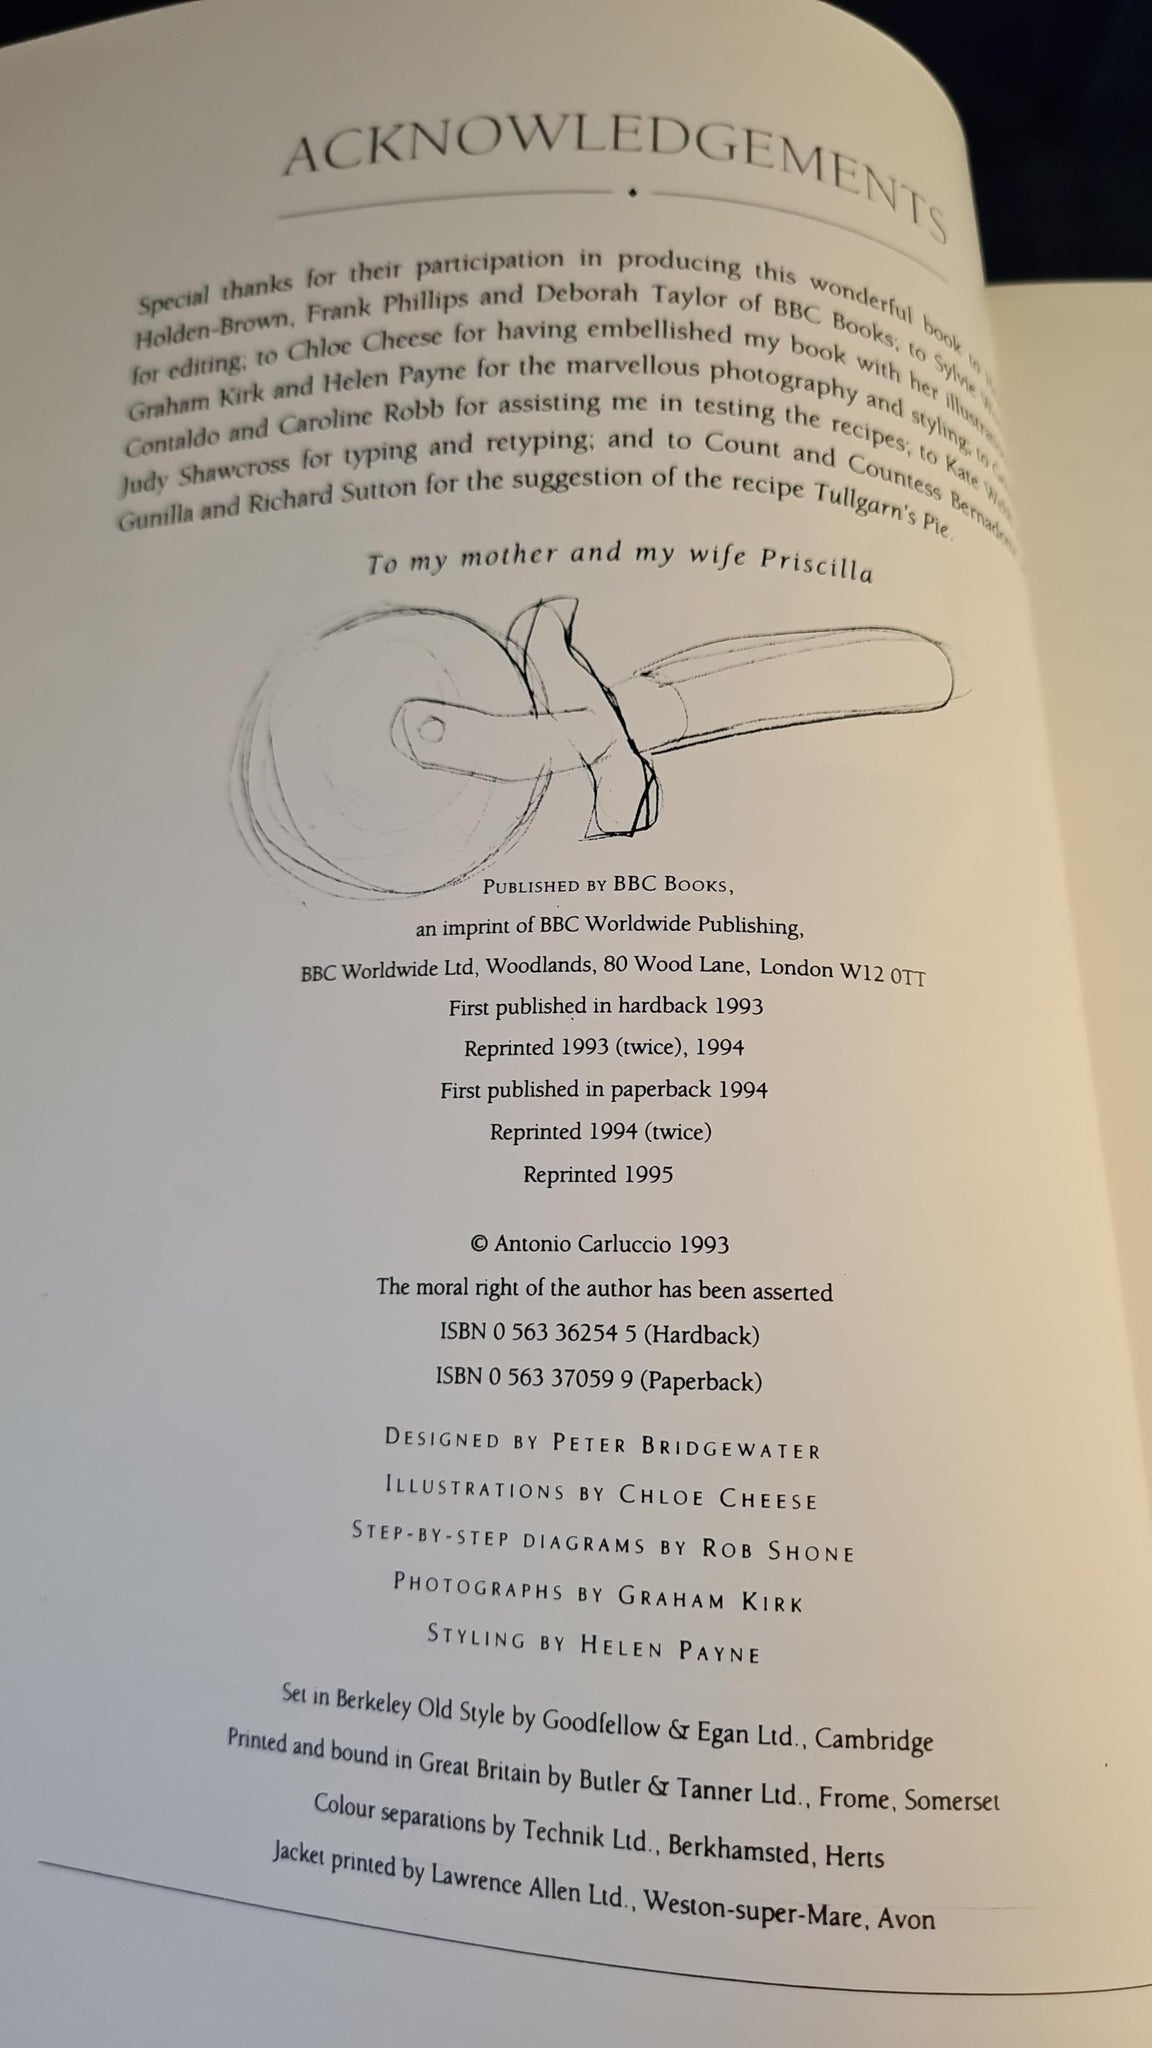 ACKNOWLEDGEMENTS
Special thanks for their participation in producing this wonderful book to
Holden-Brown, Frank Phillips and Deborah Taylor of BBC Books; to Sylvie
for editing; to Chloe Cheese for having embellished my book with her
Graham Kirk and Helen Payne for the marvellous photography and styling; to
Contaldo and Caroline Robb for assisting me in testing the recipes; to Kate
Judy Shawcross for typing and retyping; and to Count and Countess
Gunilla and Richard Sutton for the suggestion of the recipe Tullgarn's Pie.
To my mother and my wife Priscilla
PUBLISHED BY BBC BOOKS,
an imprint of BBC Worldwide Publishing,
BBC Worldwide Ltd, Woodlands, 80 Wood Lane, London W12 0TT
First published in hardback 1993
Reprinted 1993 (twice), 1994
First published in paperback 1994
Reprinted 1994 (twice)
Reprinted 1995
© Antonio Carluccio 1993
The moral right of the author has been asserted
ISBN 0 563 36254 5 (Hardback)
ISBN 0 563 37059 9 (Paperback)
DESIGNED BY PETER BRIDGEWATER
ILLUSTRATIONS BY CHLOE CHEESE
STEP-BY-STEP DIAGRAMS BY ROB SHONE
PHOTOGRAPHS BY GRAHAM KIRK
STYLING BY HELEN PAYNE
Set in Berkeley Old Style by Goodfellow & Egan Ltd., Cambridge
Printed and bound in Great Britain by Butler & Tanner Ltd., Frome, Somerset
Colour separations by Technik Ltd., Berkhamsted, Herts
Jacket printed by Lawrence Allen Ltd., Weston-super-Mare, Avon